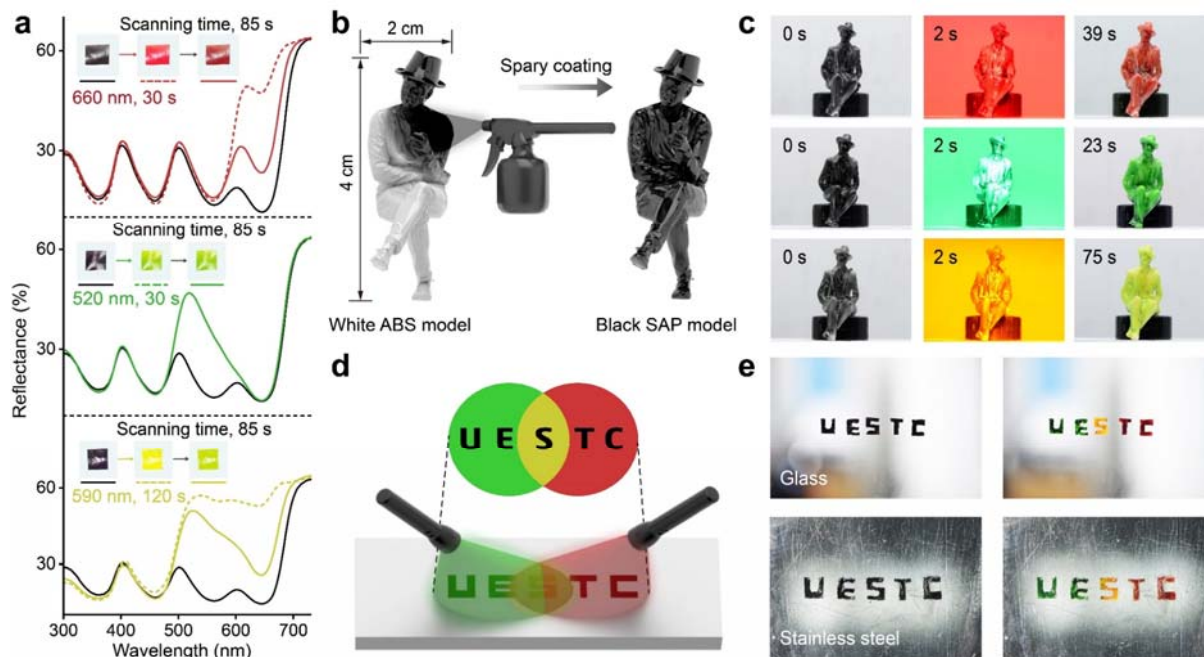 a
Scanning time, 85 s
60
660 nm, 30 s
30
Scanning time, 85 s
60
520 nm, 30 s
30
Scanning time, 85 s
60
590 nm, 120 s
30
300 400 500 600 700
Wavelength (nm)
Reflectance (%)
b
2 cm
4 cm
Spary coating
White ABS model
Black SAP model
c
0 s
2 s
39 s
0 s
2 s
23 s
0 s
2 s
75 s
d
U E S T C
U E S T C
e
U E S T C
Glass
U E S T C
U E S T C
Stainless steel
U E S T C